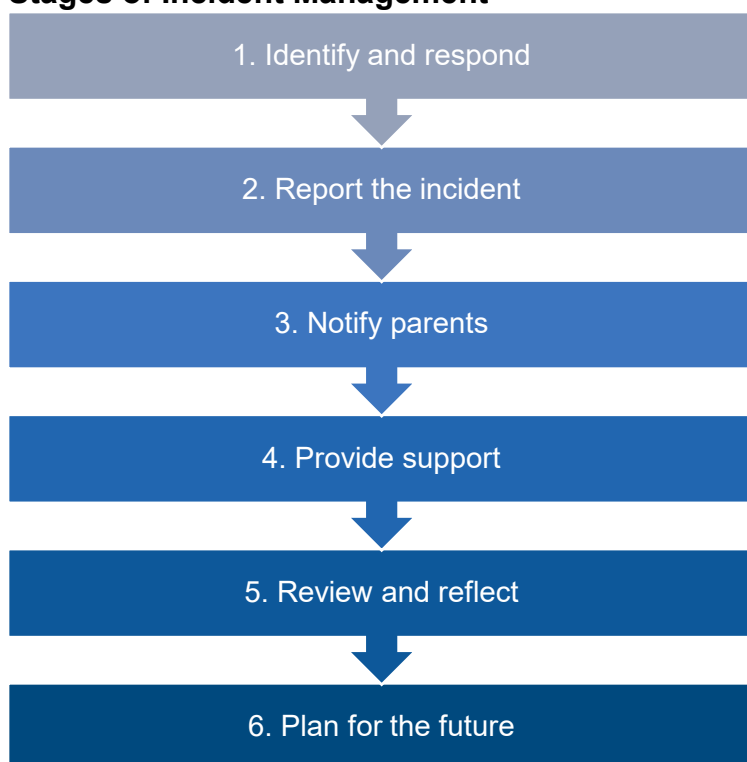 Stages of Incident Management
1. Identify and respond
2. Report the incident
3. Notify parents
4. Provide support
5. Review and reflect
6. Plan for the future